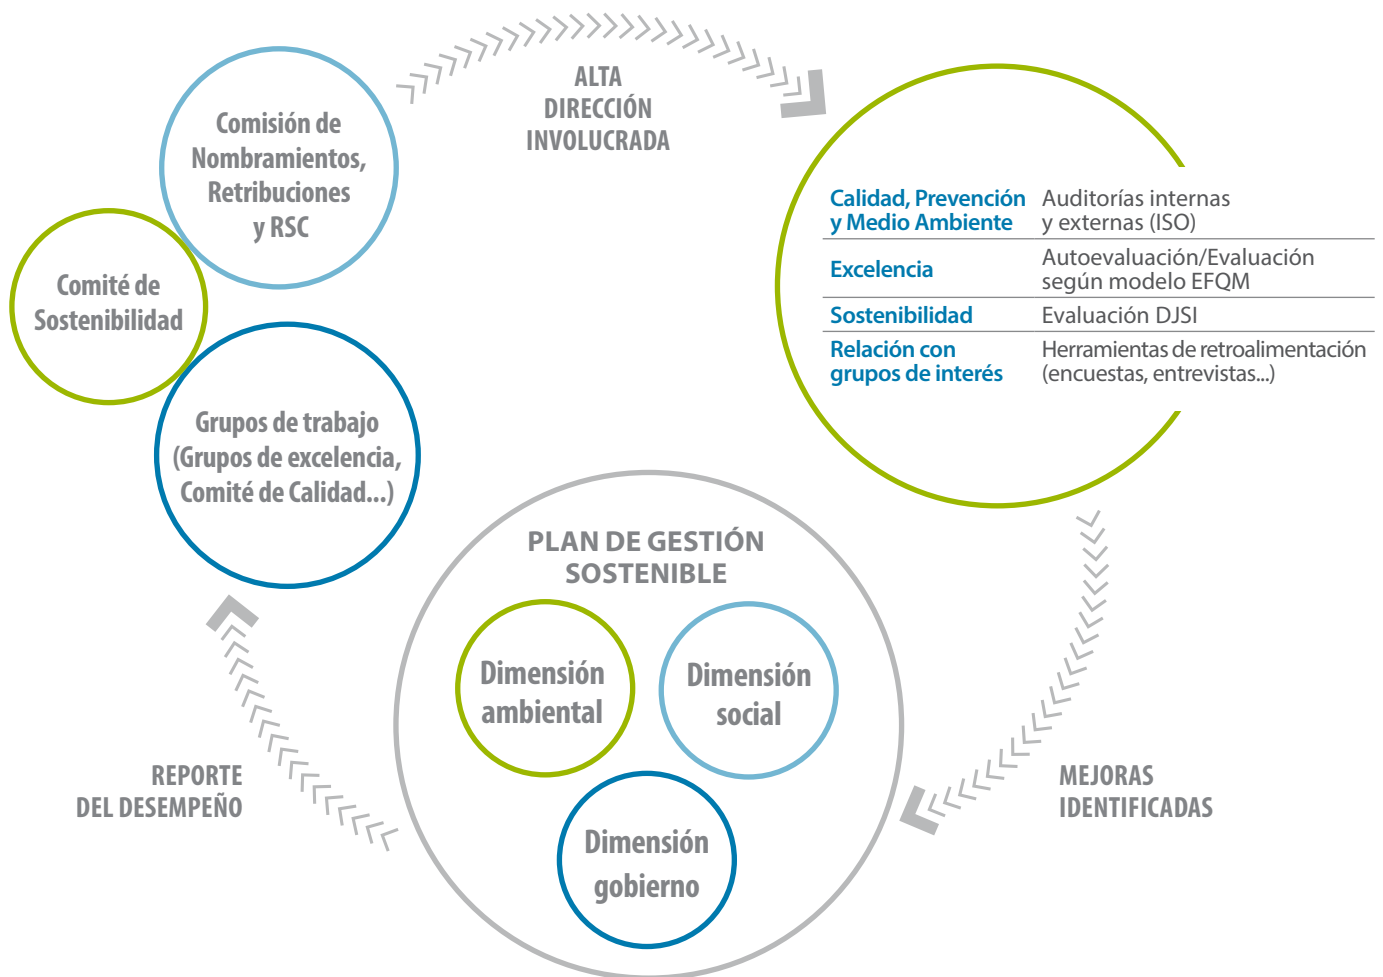 ALTA
DIRECCIÓN
INVOLUCRADA
Comisión de
Nombramientos,
Retribuciones
y RSC
Comité de
Sostenibilidad
Grupos de trabajo
(Grupos de excelencia,
Comité de Calidad...)
Calidad, Prevención
y Medio Ambiente
Auditorías internas
y externas (ISO)
Excelencia
Autoevaluación/Evaluación
según modelo EFQM
Sostenibilidad
Evaluación DJSI
Relación con
grupos de interés
Herramientas de retroalimentación
(encuestas, entrevistas...)
PLAN DE GESTIÓN
SOSTENIBLE
Dimensión
ambiental
Dimensión
social
Dimensión
gobierno
REPORTE
DEL DESEMPEÑO
MEJORAS
IDENTIFICADAS